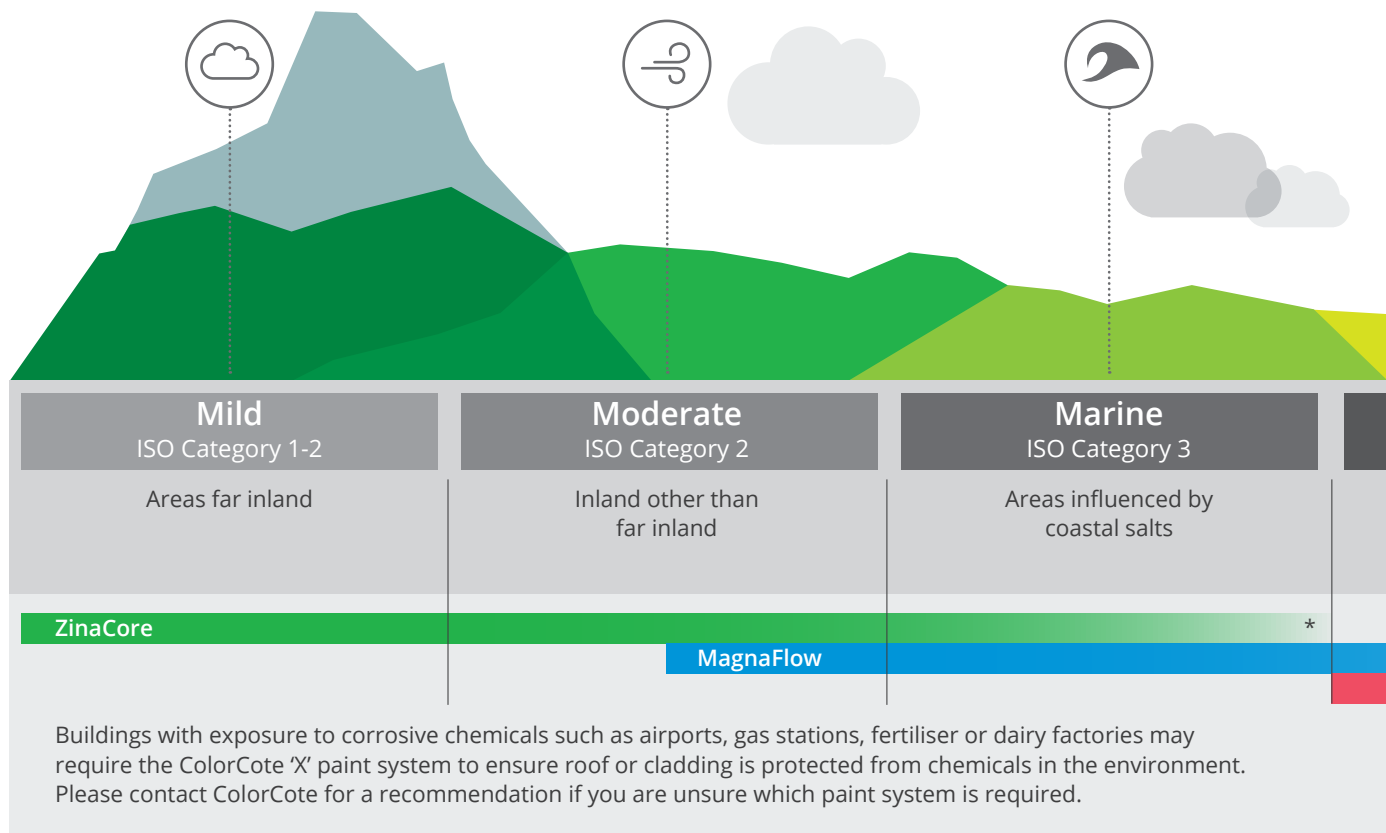 Mild
ISO Category 1-2
Moderate
ISO Category 2
Marine
ISO Category 3
Areas far inland
Inland other than
far inland
Areas influenced by
coastal salts
ZinaCore
*
MagnaFlow
Buildings with exposure to corrosive chemicals such as airports, gas stations, fertiliser or dairy factories may
require the ColorCote ‘X’ paint system to ensure roof or cladding is protected from chemicals in the environment.
Please contact ColorCote for a recommendation if you are unsure which paint system is required.